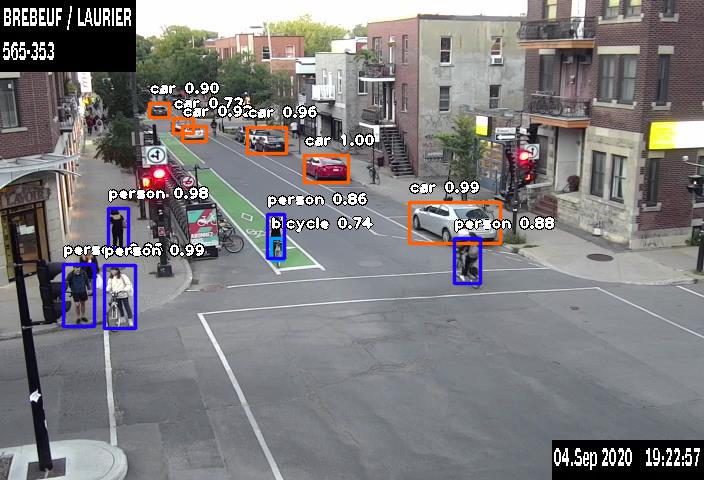 BREBEUF / LAURIER
565-353
car 0.90
car 0.96
car 1.00
car 0.99
person 0.98
person 0.86
bicycle 0.74
person 0.88
person 0.99
04.Sep 2020 19:22:57